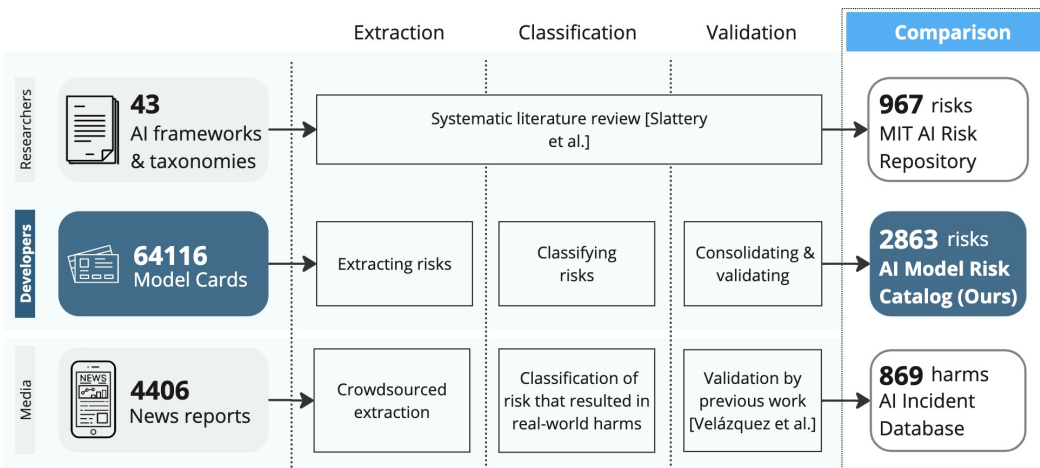 Extraction
Classification
Validation
Comparison
Researchers
43
AI frameworks
& taxonomies
Systematic literature review [Slattery
et al.]
967 risks
MIT AI Risk
Repository
Developers
64116
Model Cards
Extracting risks
Classifying
risks
Consolidating &
validating
2863 risks
AI Model Risk
Catalog (Ours)
Media
NEWS
4406
News reports
Crowdsourced
extraction
Classification of
risk that resulted in
real-world harms
Validation by
previous work
[Velázquez et al.]
869 harms
AI Incident
Database